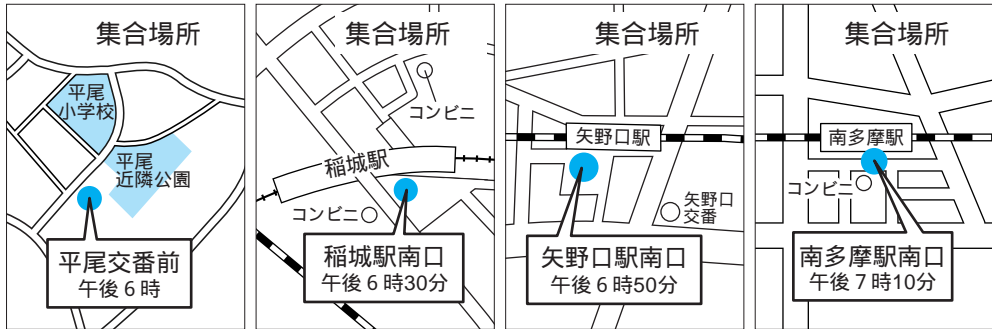 集合場所
平尾
小学校
平尾
近隣公園
平尾交番前
午後6時
集合場所
コンビニ
稲城駅
コンビニ
稲城駅南口
午後6時30分
集合場所
矢野口駅
矢野口
交番
矢野口駅南口
午後6時50分
集合場所
南多摩駅
コンビニ
南多摩駅南口
午後7時10分